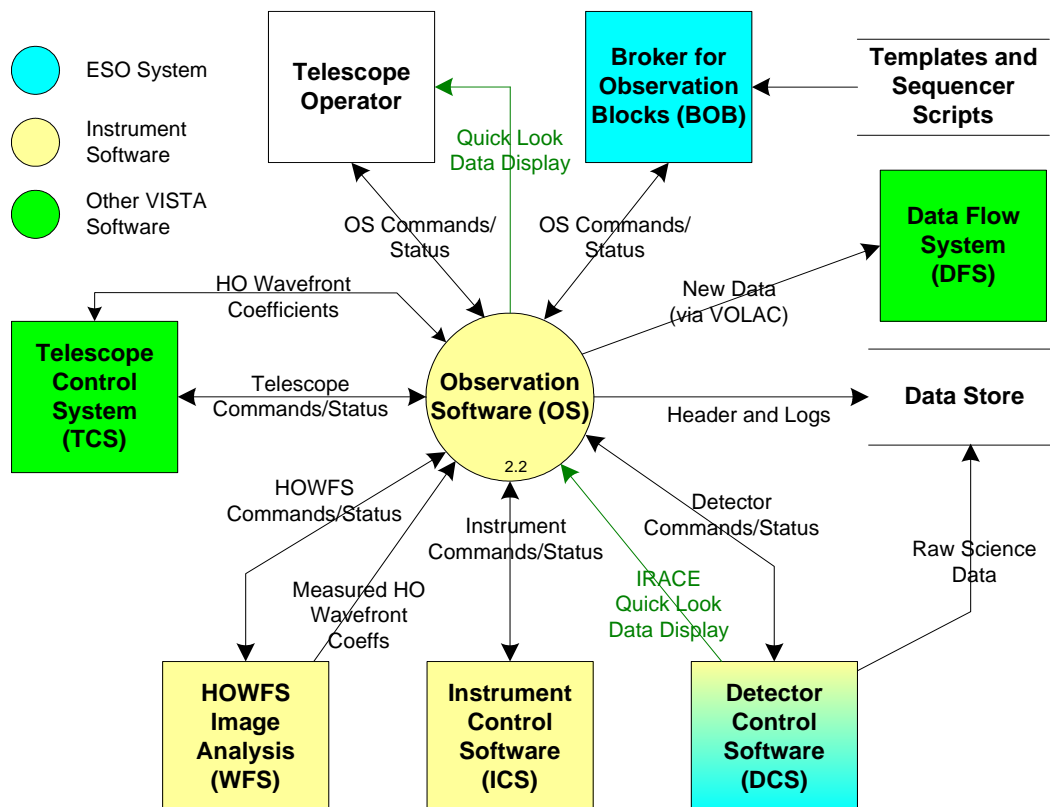 ESO System
Instrument
Software
Other VISTA
Software
Telescope
Operator
Broker for
Observation
Blocks (BOB)
Templates and
Sequencer
Scripts
Quick Look
Data Display
OS Commands/
Status
OS Commands/
Status
Data Flow
System
(DFS)
HO Wavefront
Coefficients
New Data
(via VOLAC)
Telescope
Control
System
(TCS)
Telescope
Commands/Status
Observation
Software (OS)
2.2
Header and Logs
Data Store
HOWFS
Commands/Status
Instrument
Commands/Status
Detector
Commands/Status
Measured HO
Wavefront
Coeffs
IRACE
Quick Look
Data Display
Raw Science
Data
HOWFS
Image
Analysis
(WFS)
Instrument
Control
Software
(ICS)
Detector
Control
Software
(DCS)